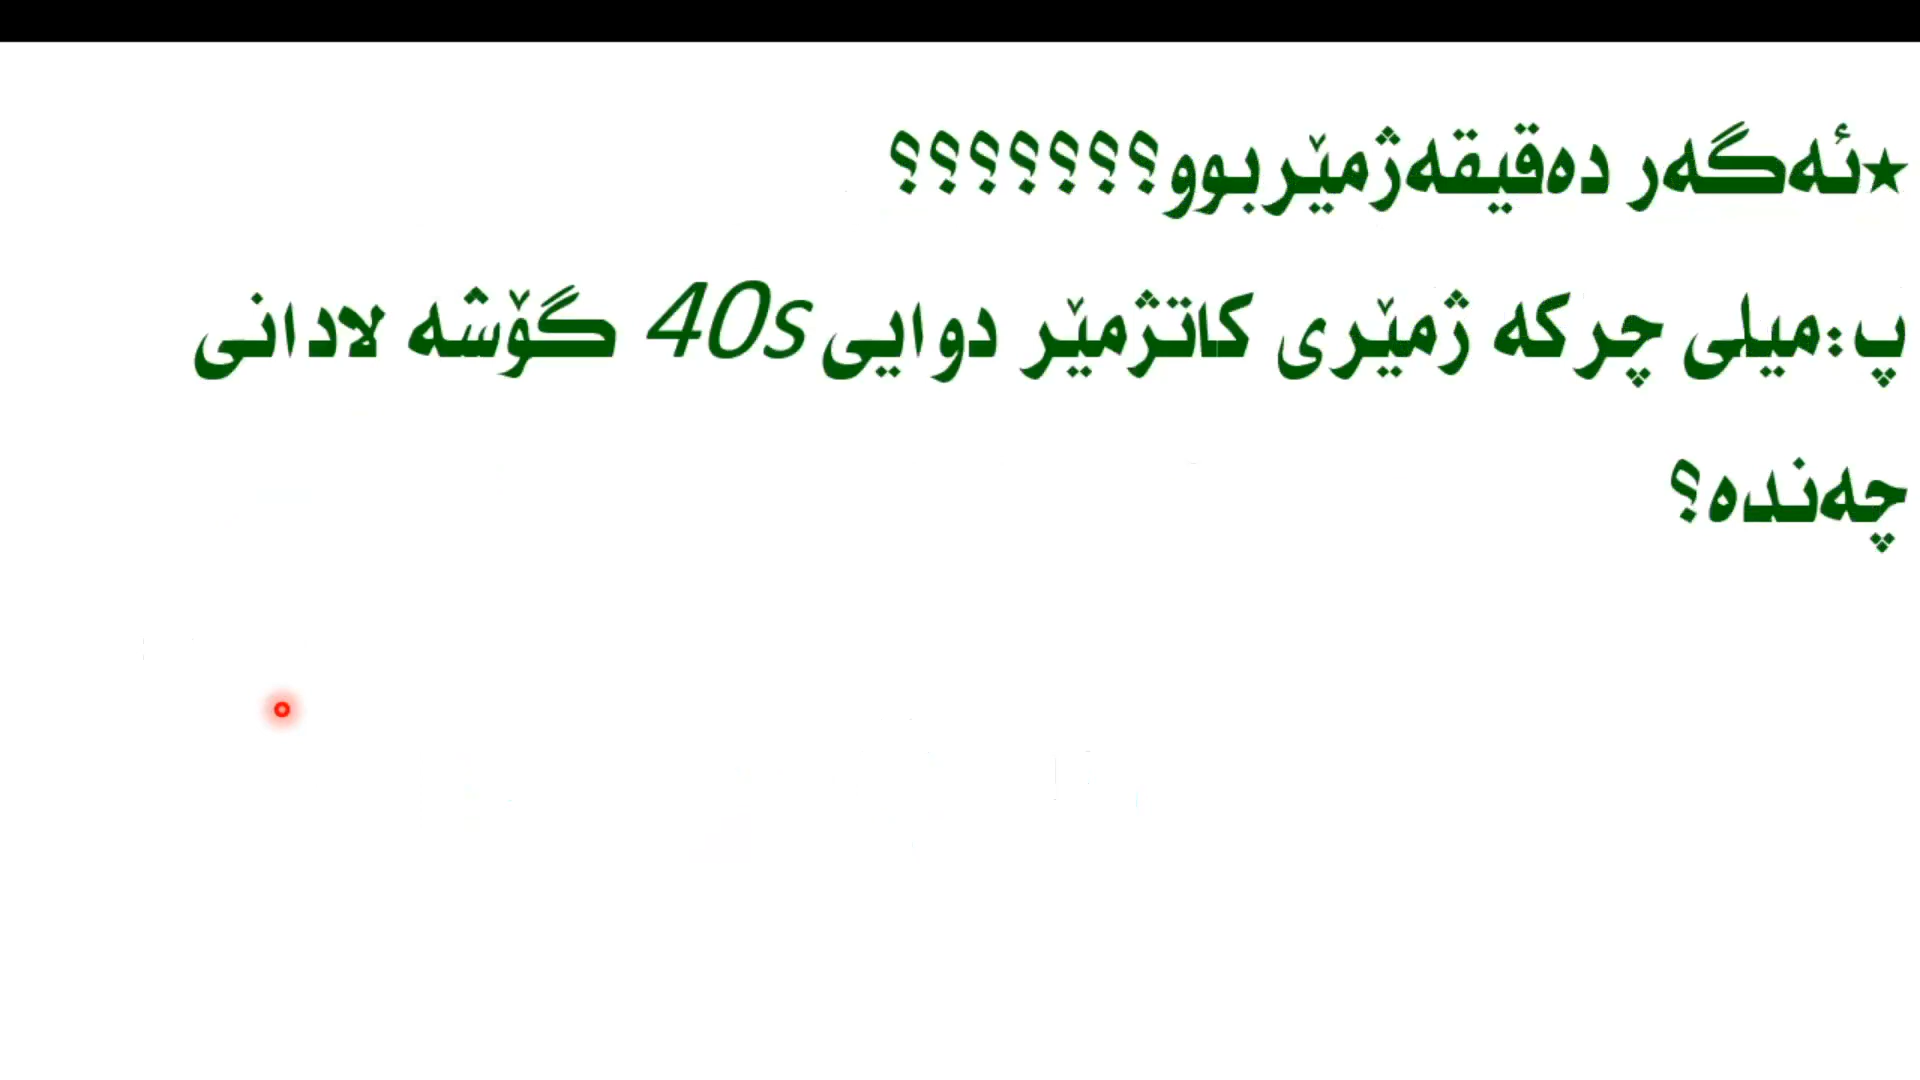 ★ئەگەر دەقیقەژمێربوو؟؟؟؟؟؟؟
پ:میلی چرکە ژمێری کاتژمێر دوایی 40s گۆشە لادانی
چەندە؟